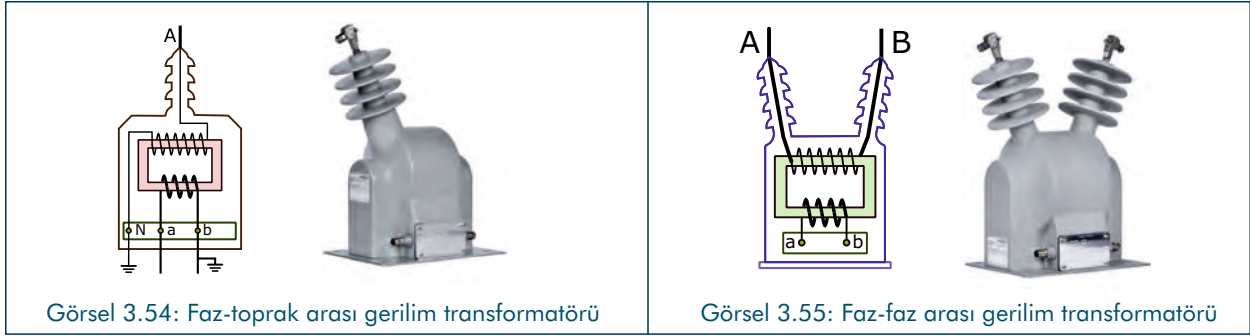 A
N a b
Görsel 3.54: Faz-toprak arası gerilim transformatörü
A B
a b
Görsel 3.55: Faz-faz arası gerilim transformatörü